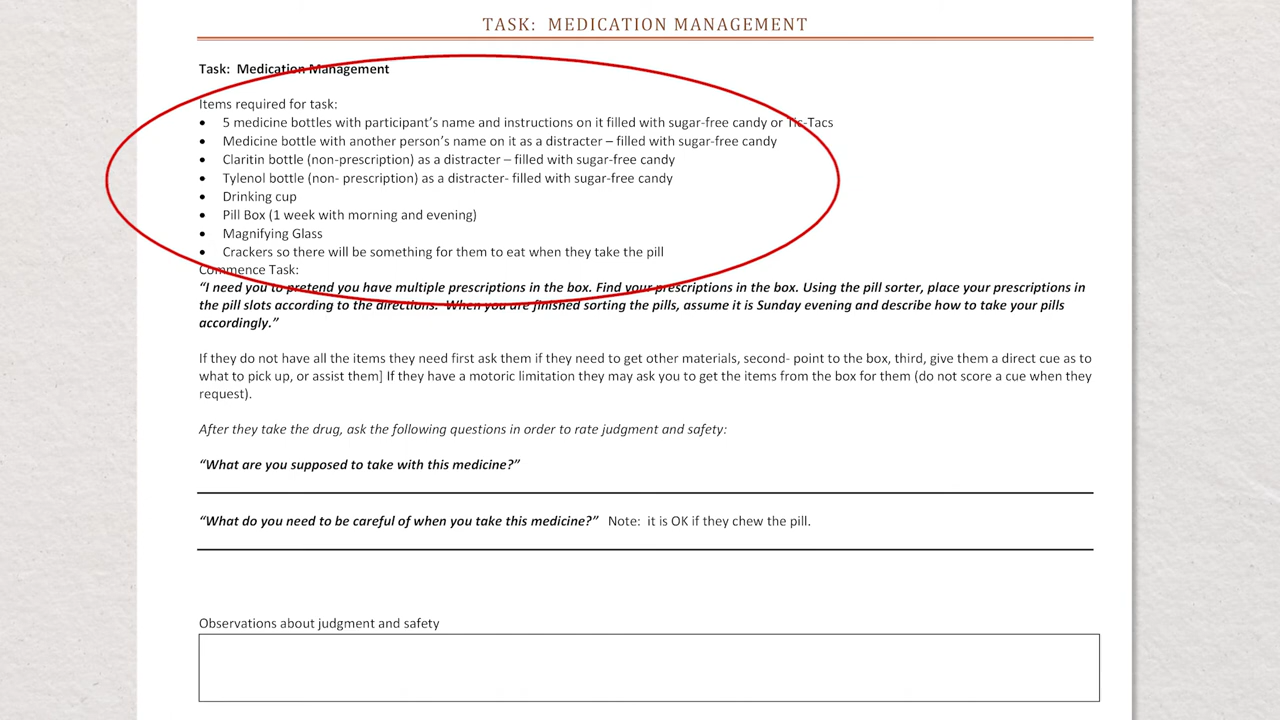 TASK: MEDICATION MANAGEMENT
Task: Medication Management
Items required for task:
• 5 medicine bottles with participant’s name and instructions on it filled with sugar-free candy or Tic-Tacs
• Medicine bottle with another person’s name on it as a distracter – filled with sugar-free candy
• Claritin bottle (non-prescription) as a distracter – filled with sugar-free candy
• Tylenol bottle (non- prescription) as a distracter- filled with sugar-free candy
• Drinking cup
• Pill Box (1 week with morning and evening)
• Magnifying Glass
• Crackers so there will be something for them to eat when they take the pill
Commence Task:
“I need you to pretend you have multiple prescriptions in the box. Find your prescriptions in the box. Using the pill sorter, place your prescriptions in
the pill slots according to the directions. When you are finished sorting the pills, assume it is Sunday evening and describe how to take your pills
accordingly.”
If they do not have all the items they need first ask them if they need to get other materials, second- point to the box, third, give them a direct cue as to
what to pick up, or assist them] If they have a motoric limitation they may ask you to get the items from the box for them (do not score a cue when they
request).
After they take the drug, ask the following questions in order to rate judgment and safety:
“What are you supposed to take with this medicine?”
“What do you need to be careful of when you take this medicine?” Note: it is OK if they chew the pill.
Observations about judgment and safety